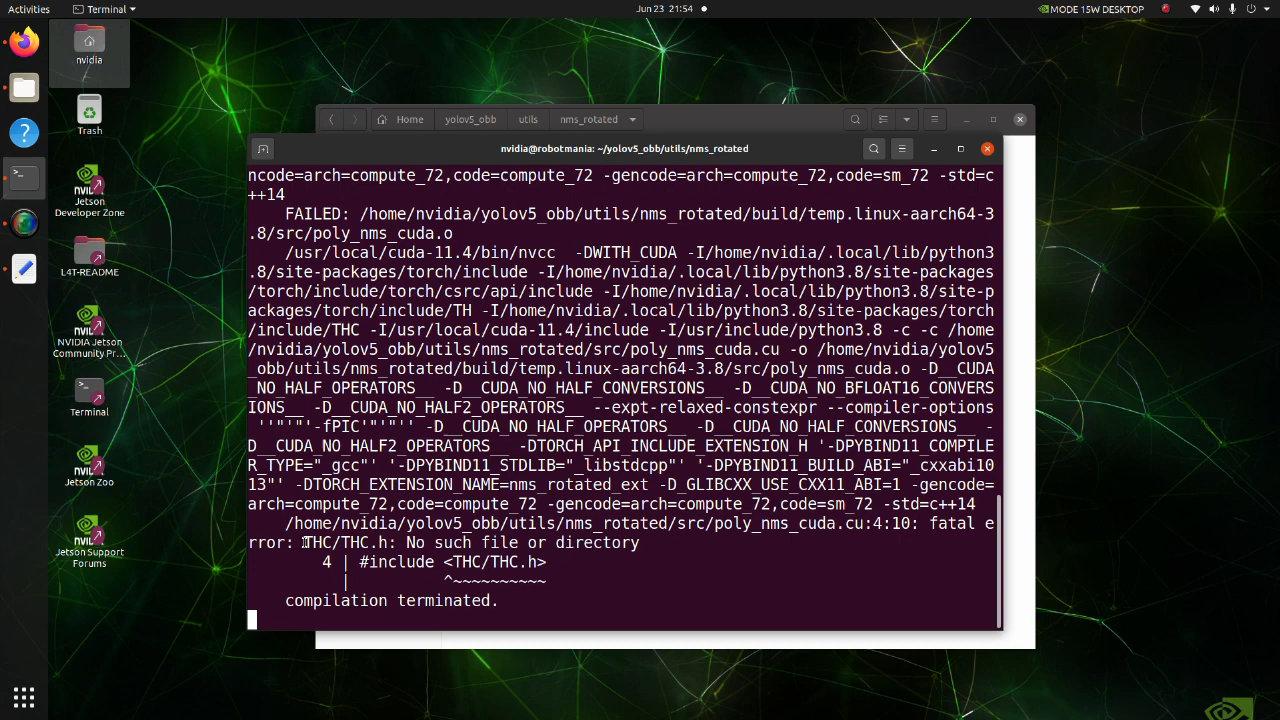 Activities
Terminal
Jun 23 21:54
MODE 15W DESKTOP
nvidia
Trash
Jetson
Developer Zone
L4T-README
NVIDIA Jetson
Community Pr...
Terminal
Jetson Zoo
Jetson Support
Forums
Home
yolov5_obb
utils
nms_rotated
nvidia@robotmania: ~/yolov5_obb/utils/nms_rotated
ncode=arch=compute_72,code=compute_72 -gencode=arch=compute_72,code=sm_72 -std=c
++14
FAILED: /home/nvidia/yolov5_obb/utils/nms_rotated/build/temp.linux-aarch64-3
.8/src/poly_nms_cuda.o
/usr/local/cuda-11.4/bin/nvcc  -DWITH_CUDA -I/home/nvidia/.local/lib/python3
.8/site-packages/torch/include -I/home/nvidia/.local/lib/python3.8/site-packages
/torch/include/torch/csrc/api/include -I/home/nvidia/.local/lib/python3.8/site-p
ackages/torch/include/TH -I/home/nvidia/.local/lib/python3.8/site-packages/torch
/include/THC -I/usr/local/cuda-11.4/include -I/usr/include/python3.8 -c -c /home
/nvidia/yolov5_obb/utils/nms_rotated/src/poly_nms_cuda.cu -o /home/nvidia/yolov5
_obb/utils/nms_rotated/build/temp.linux-aarch64-3.8/src/poly_nms_cuda.o -D__CUDA
_NO_HALF_OPERATORS__ -D__CUDA_NO_HALF_CONVERSIONS__ -D__CUDA_NO_BFLOAT16_CONVERS
IONS__ -D__CUDA_NO_HALF2_OPERATORS__ --expt-relaxed-constexpr --compiler-options
''"'"'-fPIC'"'"'' -D__CUDA_NO_HALF_OPERATORS__ -D__CUDA_NO_HALF_CONVERSIONS__ -
D__CUDA_NO_HALF2_OPERATORS__ -DTORCH_API_INCLUDE_EXTENSION_H '-DPYBIND11_COMPILE
R_TYPE="_gcc"' '-DPYBIND11_STDLIB="_libstdcpp"' '-DPYBIND11_BUILD_ABI="_cxxabi10
13"' -DTORCH_EXTENSION_NAME=nms_rotated_ext -D_GLIBCXX_USE_CXX11_ABI=1 -gencode=
arch=compute_72,code=compute_72 -gencode=arch=compute_72,code=sm_72 -std=c++14
/home/nvidia/yolov5_obb/utils/nms_rotated/src/poly_nms_cuda.cu:4:10: fatal e
rror: THC/THC.h: No such file or directory
4 | #include <THC/THC.h>
|          ^~~~~~~~~~~
compilation terminated.